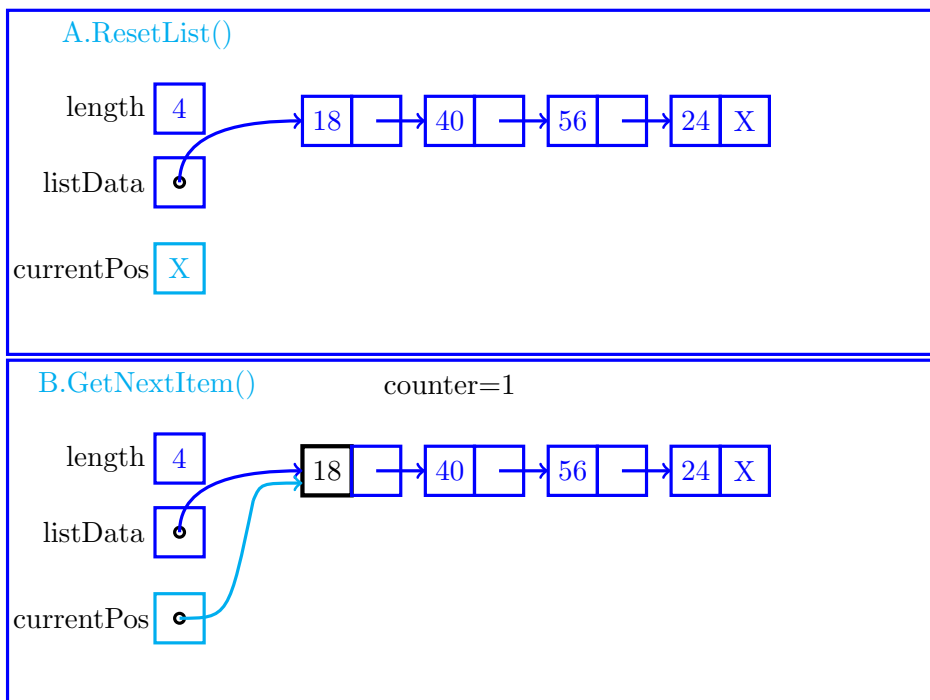 A.ResetList()
length 4 18 40 56 24 X
listData
currentPos X
B.GetNextItem() counter=1
length 4 18 40 56 24 X
listData
currentPos